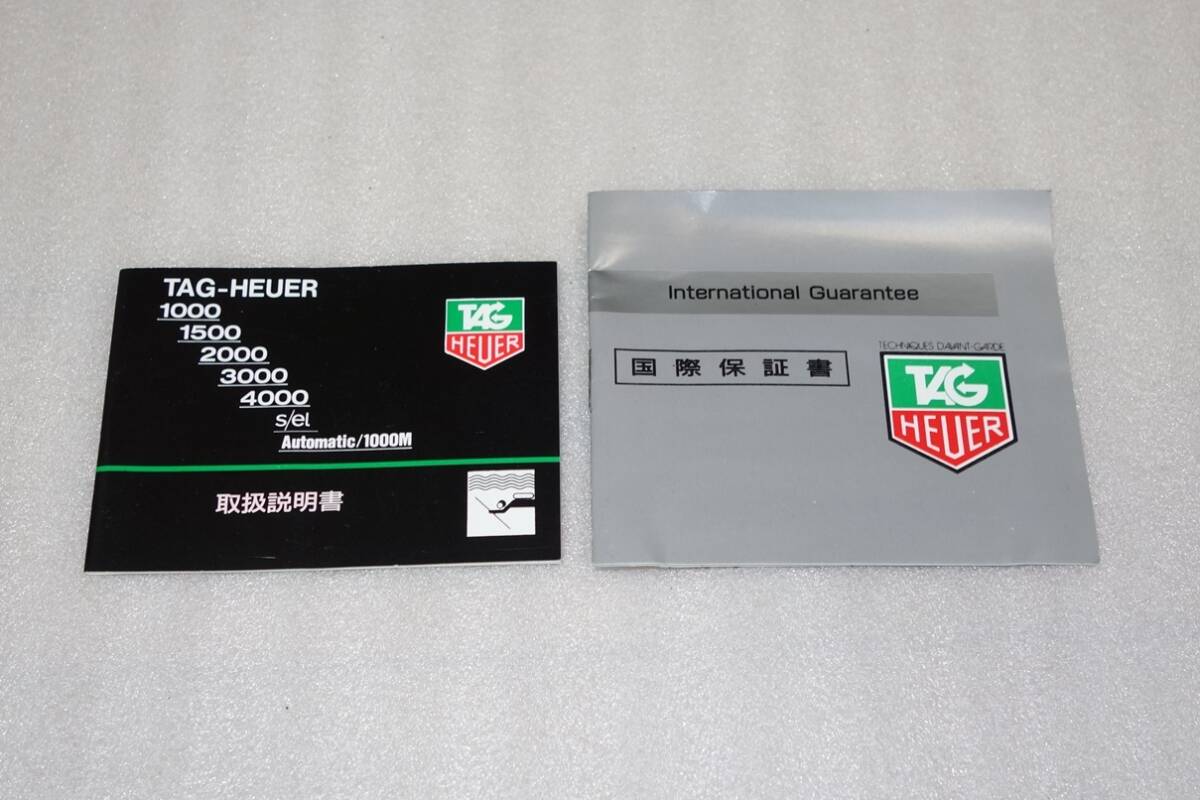 TAG-HEUER
1000
1500
2000
3000
4000
s/el
Automatic/1000M
TAG
HEUER
取扱説明書
International Guarantee
国際保証書
TECHNIQUES D'AVANT-GARDE
TAG
HEUER